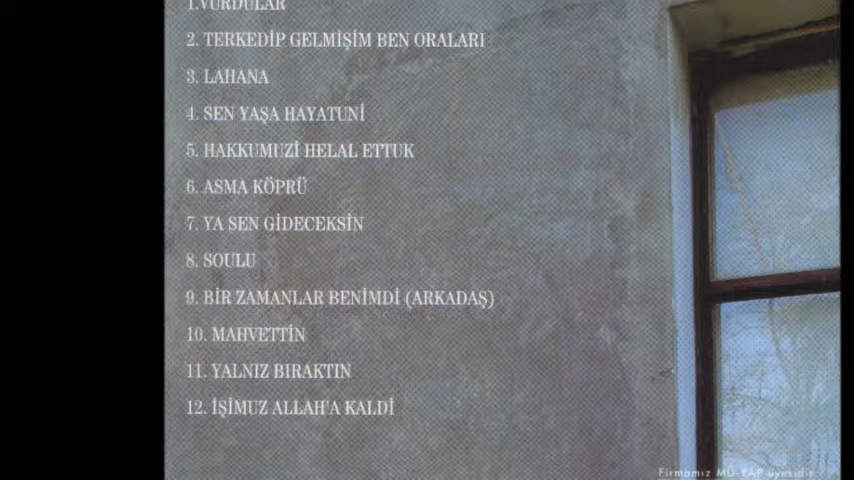 1.VURDULAR
2. TERKEDİP GELMİŞİM BEN ORALARI
3. LAHANA
4. SEN YAŞA HAYATUNİ
5. HAKKUMUZİ HELAL ETTUK
6. ASMA KÖPRÜ
7. YA SEN GİDECEKSİN
8. SOULU
9. BİR ZAMANLAR BENİMDİ (ARKADAŞ)
10. MAHVETTİN
11. YALNIZ BIRAKTIN
12. İŞİMUZ ALLAH'A KALDİ
Firmamız MÜ-YAP üyesidir